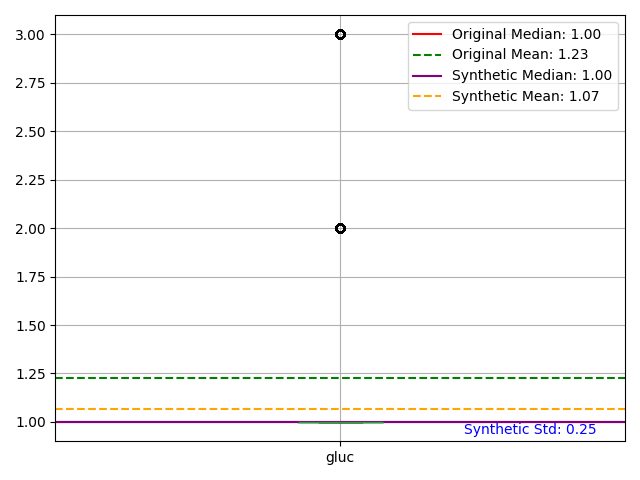 Original Median: 1.00
Original Mean: 1.23
Synthetic Median: 1.00
Synthetic Mean: 1.07
3.00
2.75
2.50
2.25
2.00
1.75
1.50
1.25
1.00
Synthetic Std: 0.25
gluc